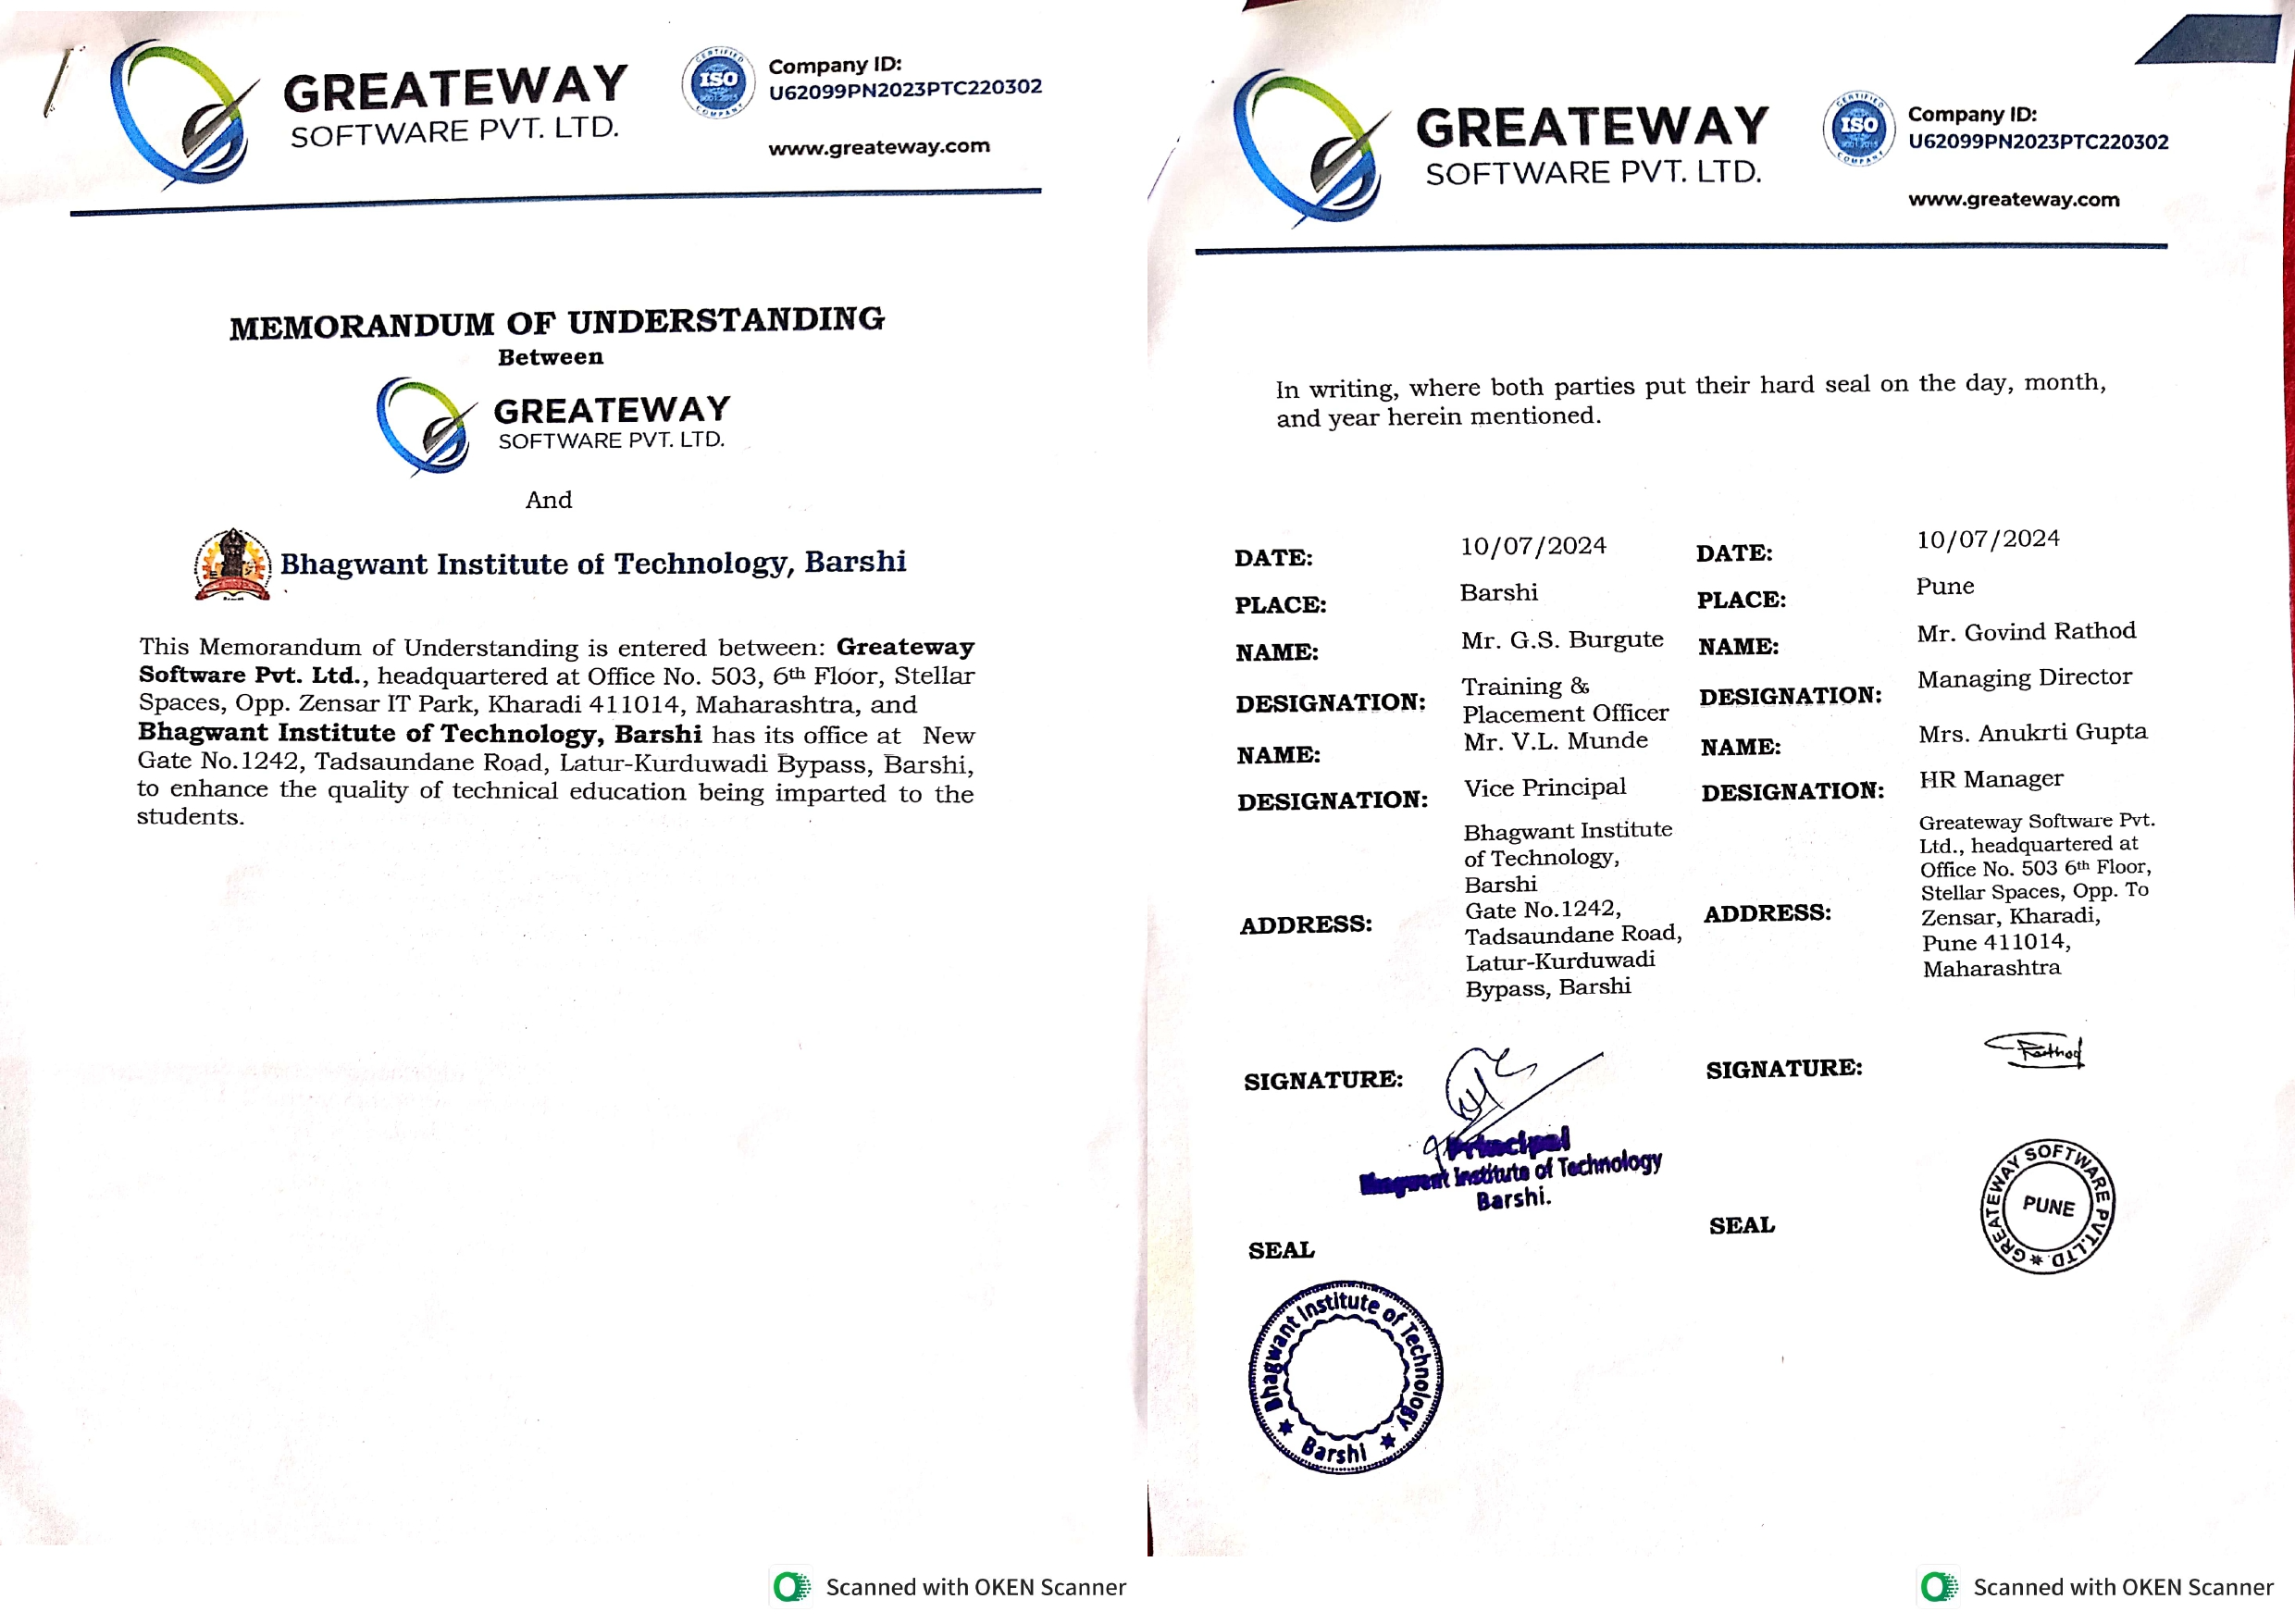 GREATEWAY
SOFTWARE PVT. LTD.
CERTIFIED
ISO
9001:2015
COMPANY
Company ID:
U62099PN2023PTC220302
www.greateway.com
MEMORANDUM OF UNDERSTANDING
Between
GREATEWAY
SOFTWARE PVT. LTD.
And
Bhagwant Institute of Technology, Barshi
This Memorandum of Understanding is entered between: Greateway
Software Pvt. Ltd., headquartered at Office No. 503, 6th Floor, Stellar
Spaces, Opp. Zensar IT Park, Kharadi 411014, Maharashtra, and
Bhagwant Institute of Technology, Barshi has its office at New
Gate No.1242, Tadsaundane Road, Latur-Kurduwadi Bypass, Barshi,
to enhance the quality of technical education being imparted to the
students.
Scanned with OKEN Scanner
GREATEWAY
SOFTWARE PVT. LTD.
CERTIFIED
ISO
9001:2015
COMPANY
Company ID:
U62099PN2023PTC220302
www.greateway.com
In writing, where both parties put their hard seal on the day, month,
and year herein mentioned.
DATE: 10/07/2024
PLACE: Barshi
NAME: Mr. G.S. Burgute
DESIGNATION: Training &
Placement Officer
NAME: Mr. V.L. Munde
DESIGNATION: Vice Principal
ADDRESS: Bhagwant Institute
of Technology,
Barshi
Gate No.1242,
Tadsaundane Road,
Latur-Kurduwadi
Bypass, Barshi
SIGNATURE:
Principal
Bhagwant Institute of Technology
Barshi.
SEAL
Bhagwant Institute of Technology
Barshi
DATE: 10/07/2024
PLACE: Pune
NAME: Mr. Govind Rathod
DESIGNATION: Managing Director
NAME: Mrs. Anukrti Gupta
DESIGNATION: HR Manager
ADDRESS: Greateway Software Pvt.
Ltd., headquartered at
Office No. 503 6th Floor,
Stellar Spaces, Opp. To
Zensar, Kharadi,
Pune 411014,
Maharashtra
SIGNATURE: Rathod
SEAL
GREATEWAY SOFTWARE PVT.LTD.
PUNE
Scanned with OKEN Scanner